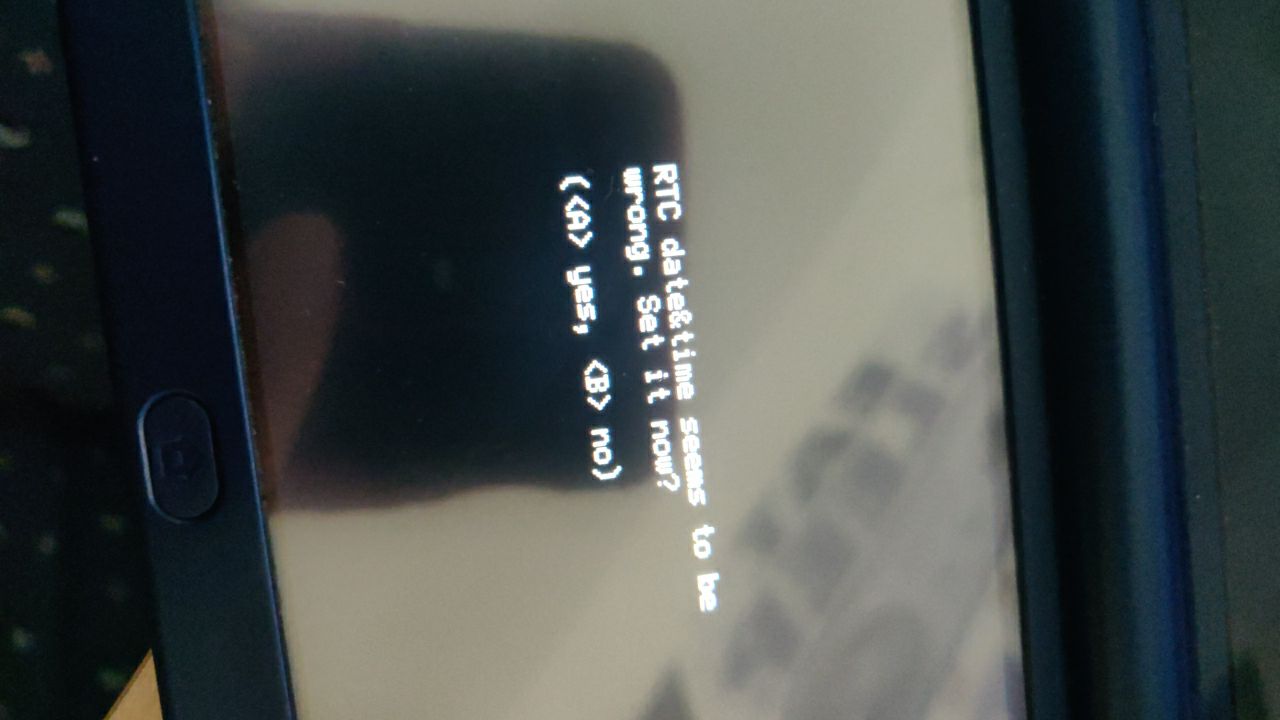 RTC date&time seems to be
wrong. Set it now?
(<A> yes, <B> no)